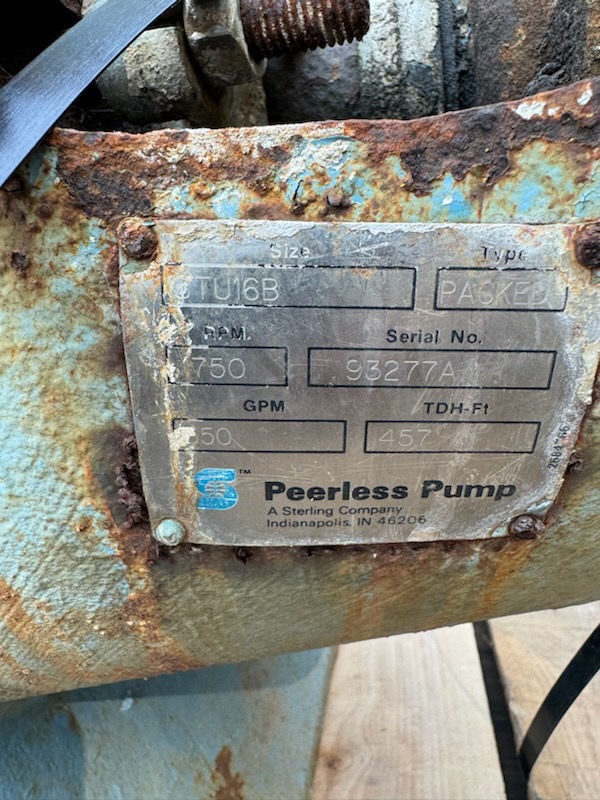 Size Type
TU16B PACKED
RPM Serial No.
750 93277A
GPM TDH-Ft
50 457
™
Peerless Pump
A Sterling Company
Indianapolis, IN 46206